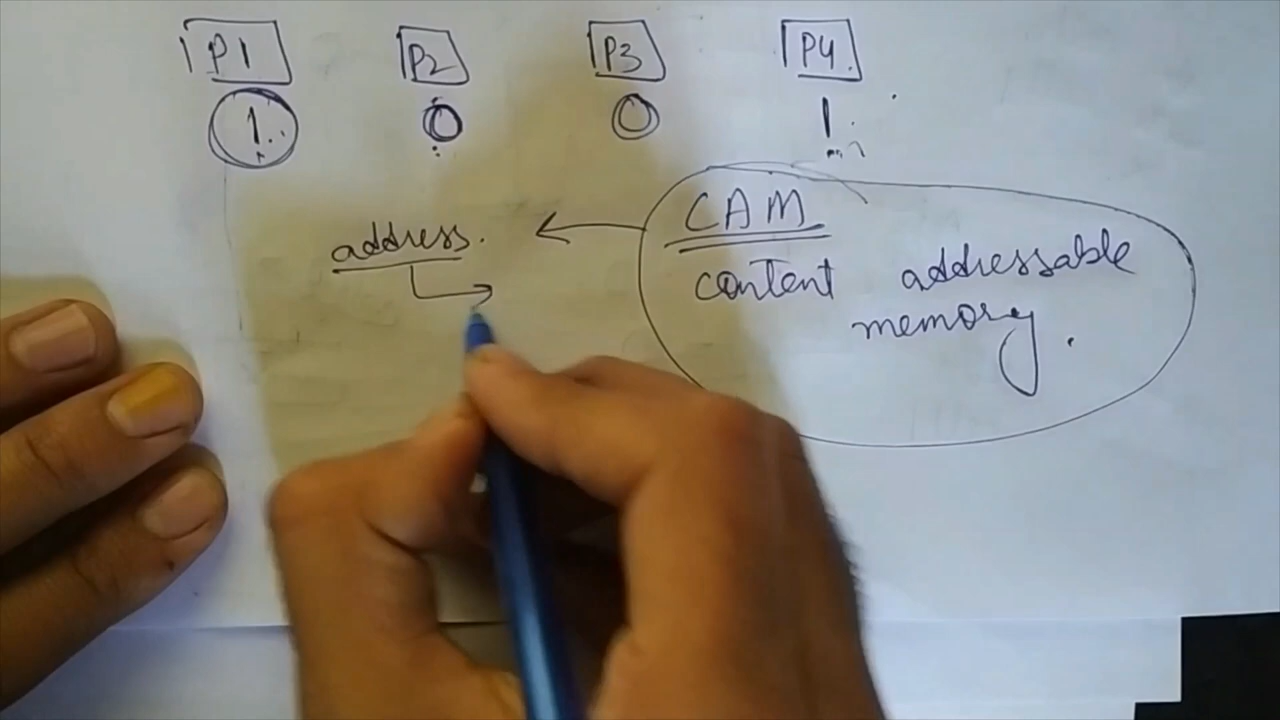 P1 P2 P3 P4
1 0 0 1
CAM
address.
content addressable
memory.